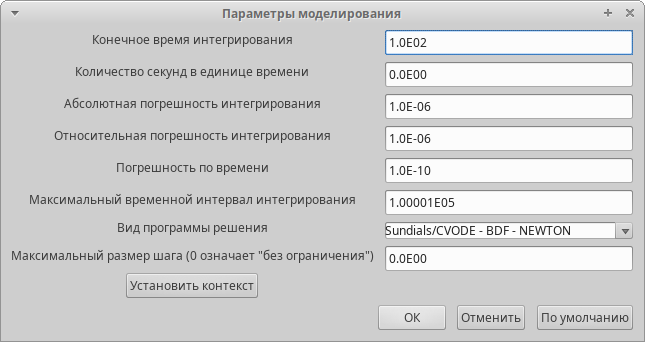 Параметры моделирования
Конечное время интегрирования 1.0E02
Количество секунд в единице времени 0.0E00
Абсолютная погрешность интегрирования 1.0E-06
Относительная погрешность интегрирования 1.0E-06
Погрешность по времени 1.0E-10
Максимальный временной интервал интегрирования 1.00001E05
Вид программы решения Sundials/CVODE - BDF - NEWTON
Максимальный размер шага (0 означает "без ограничения") 0.0E00
Установить контекст
ОК Отменить По умолчанию